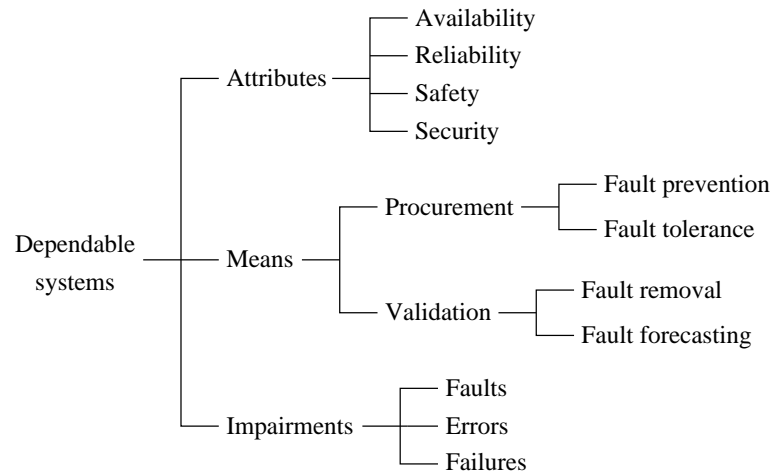 Dependable
systems
Attributes
Availability
Reliability
Safety
Security
Means
Procurement
Fault prevention
Fault tolerance
Validation
Fault removal
Fault forecasting
Impairments
Faults
Errors
Failures